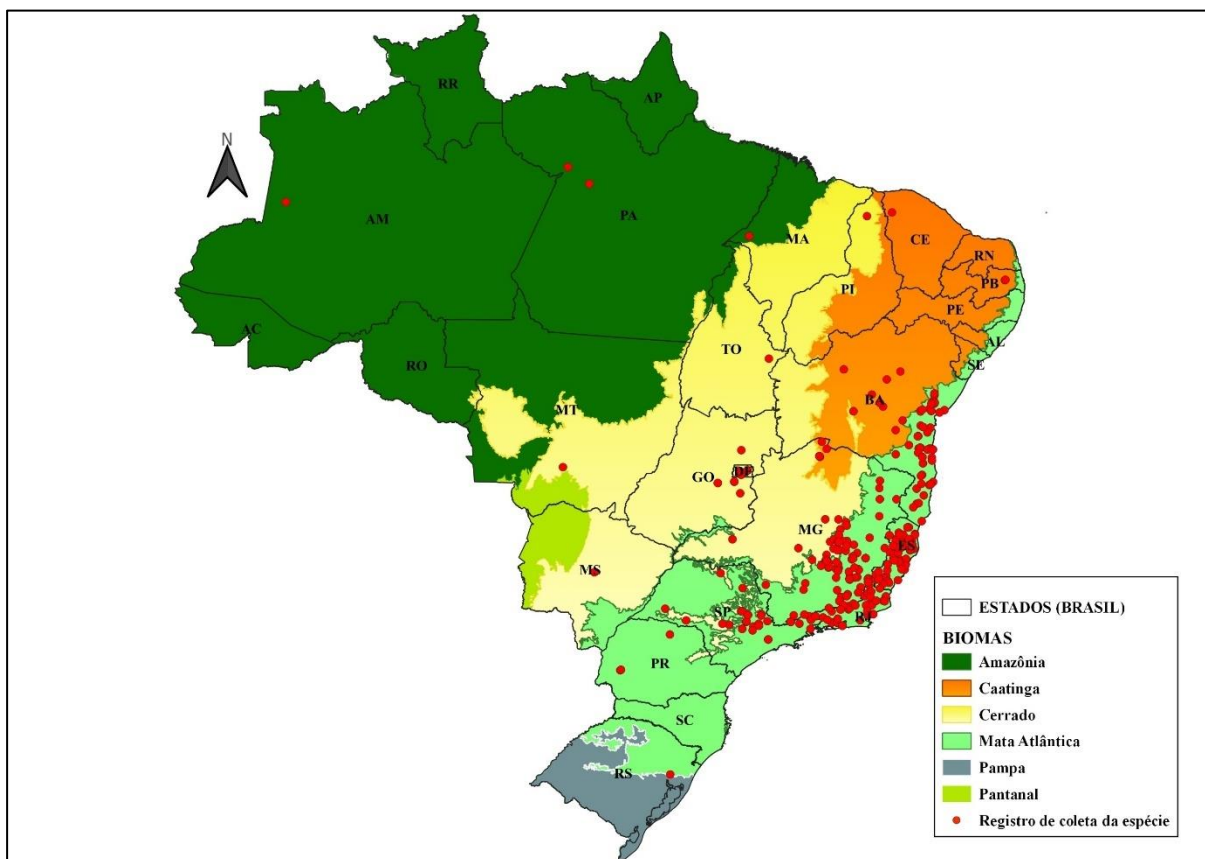 N
RR
AP
AM
PA
MA
CE
RN
PB
PI
PE
AC
TO
AL
SE
RO
BA
MT
GO
DF
MG
ES
MS
SP
RJ
PR
SC
RS
ESTADOS (BRASIL)
BIOMAS
Amazônia
Caatinga
Cerrado
Mata Atlântica
Pampa
Pantanal
Registro de coleta da espécie